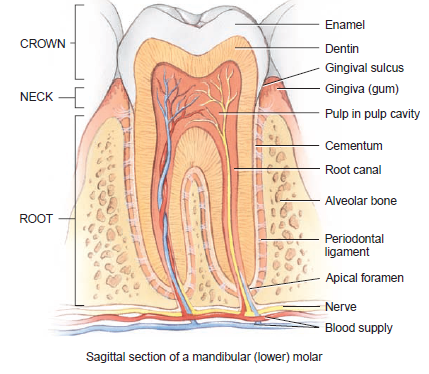 CROWN
NECK
ROOT
Enamel
Dentin
Gingival sulcus
Gingiva (gum)
Pulp in pulp cavity
Cementum
Root canal
Alveolar bone
Periodontal
ligament
Apical foramen
Nerve
Blood supply
Sagittal section of a mandibular (lower) molar